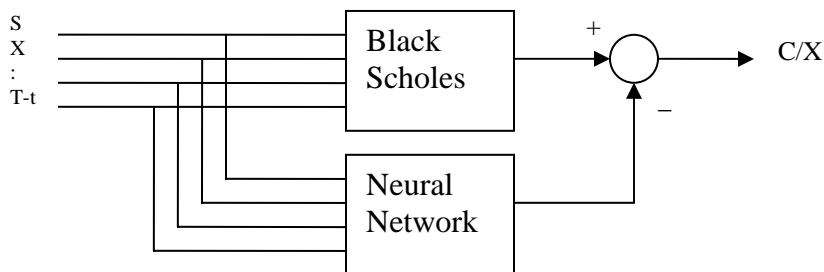 S
X
:
T-t
Black
Scholes
+
C/X
−
Neural
Network